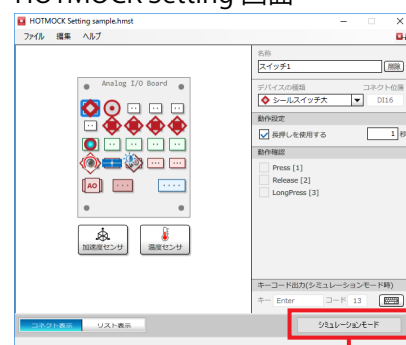 HOTMOCK Setting 画面
HOTMOCK Setting sample.hmst
ファイル 編集 ヘルプ
名称
スイッチ1
削除
デバイスの種類 コネクト位置
シールスイッチ大 DI16
動作設定
長押しを使用する 1 秒
動作確認
Press [1]
Release [2]
LongPress [3]
Analog I/O Board
AO
加速度センサ 温度センサ
キーコード出力(シミュレーションモード時)
キー Enter コード 13
コネクト表示 リスト表示 シミュレーションモード